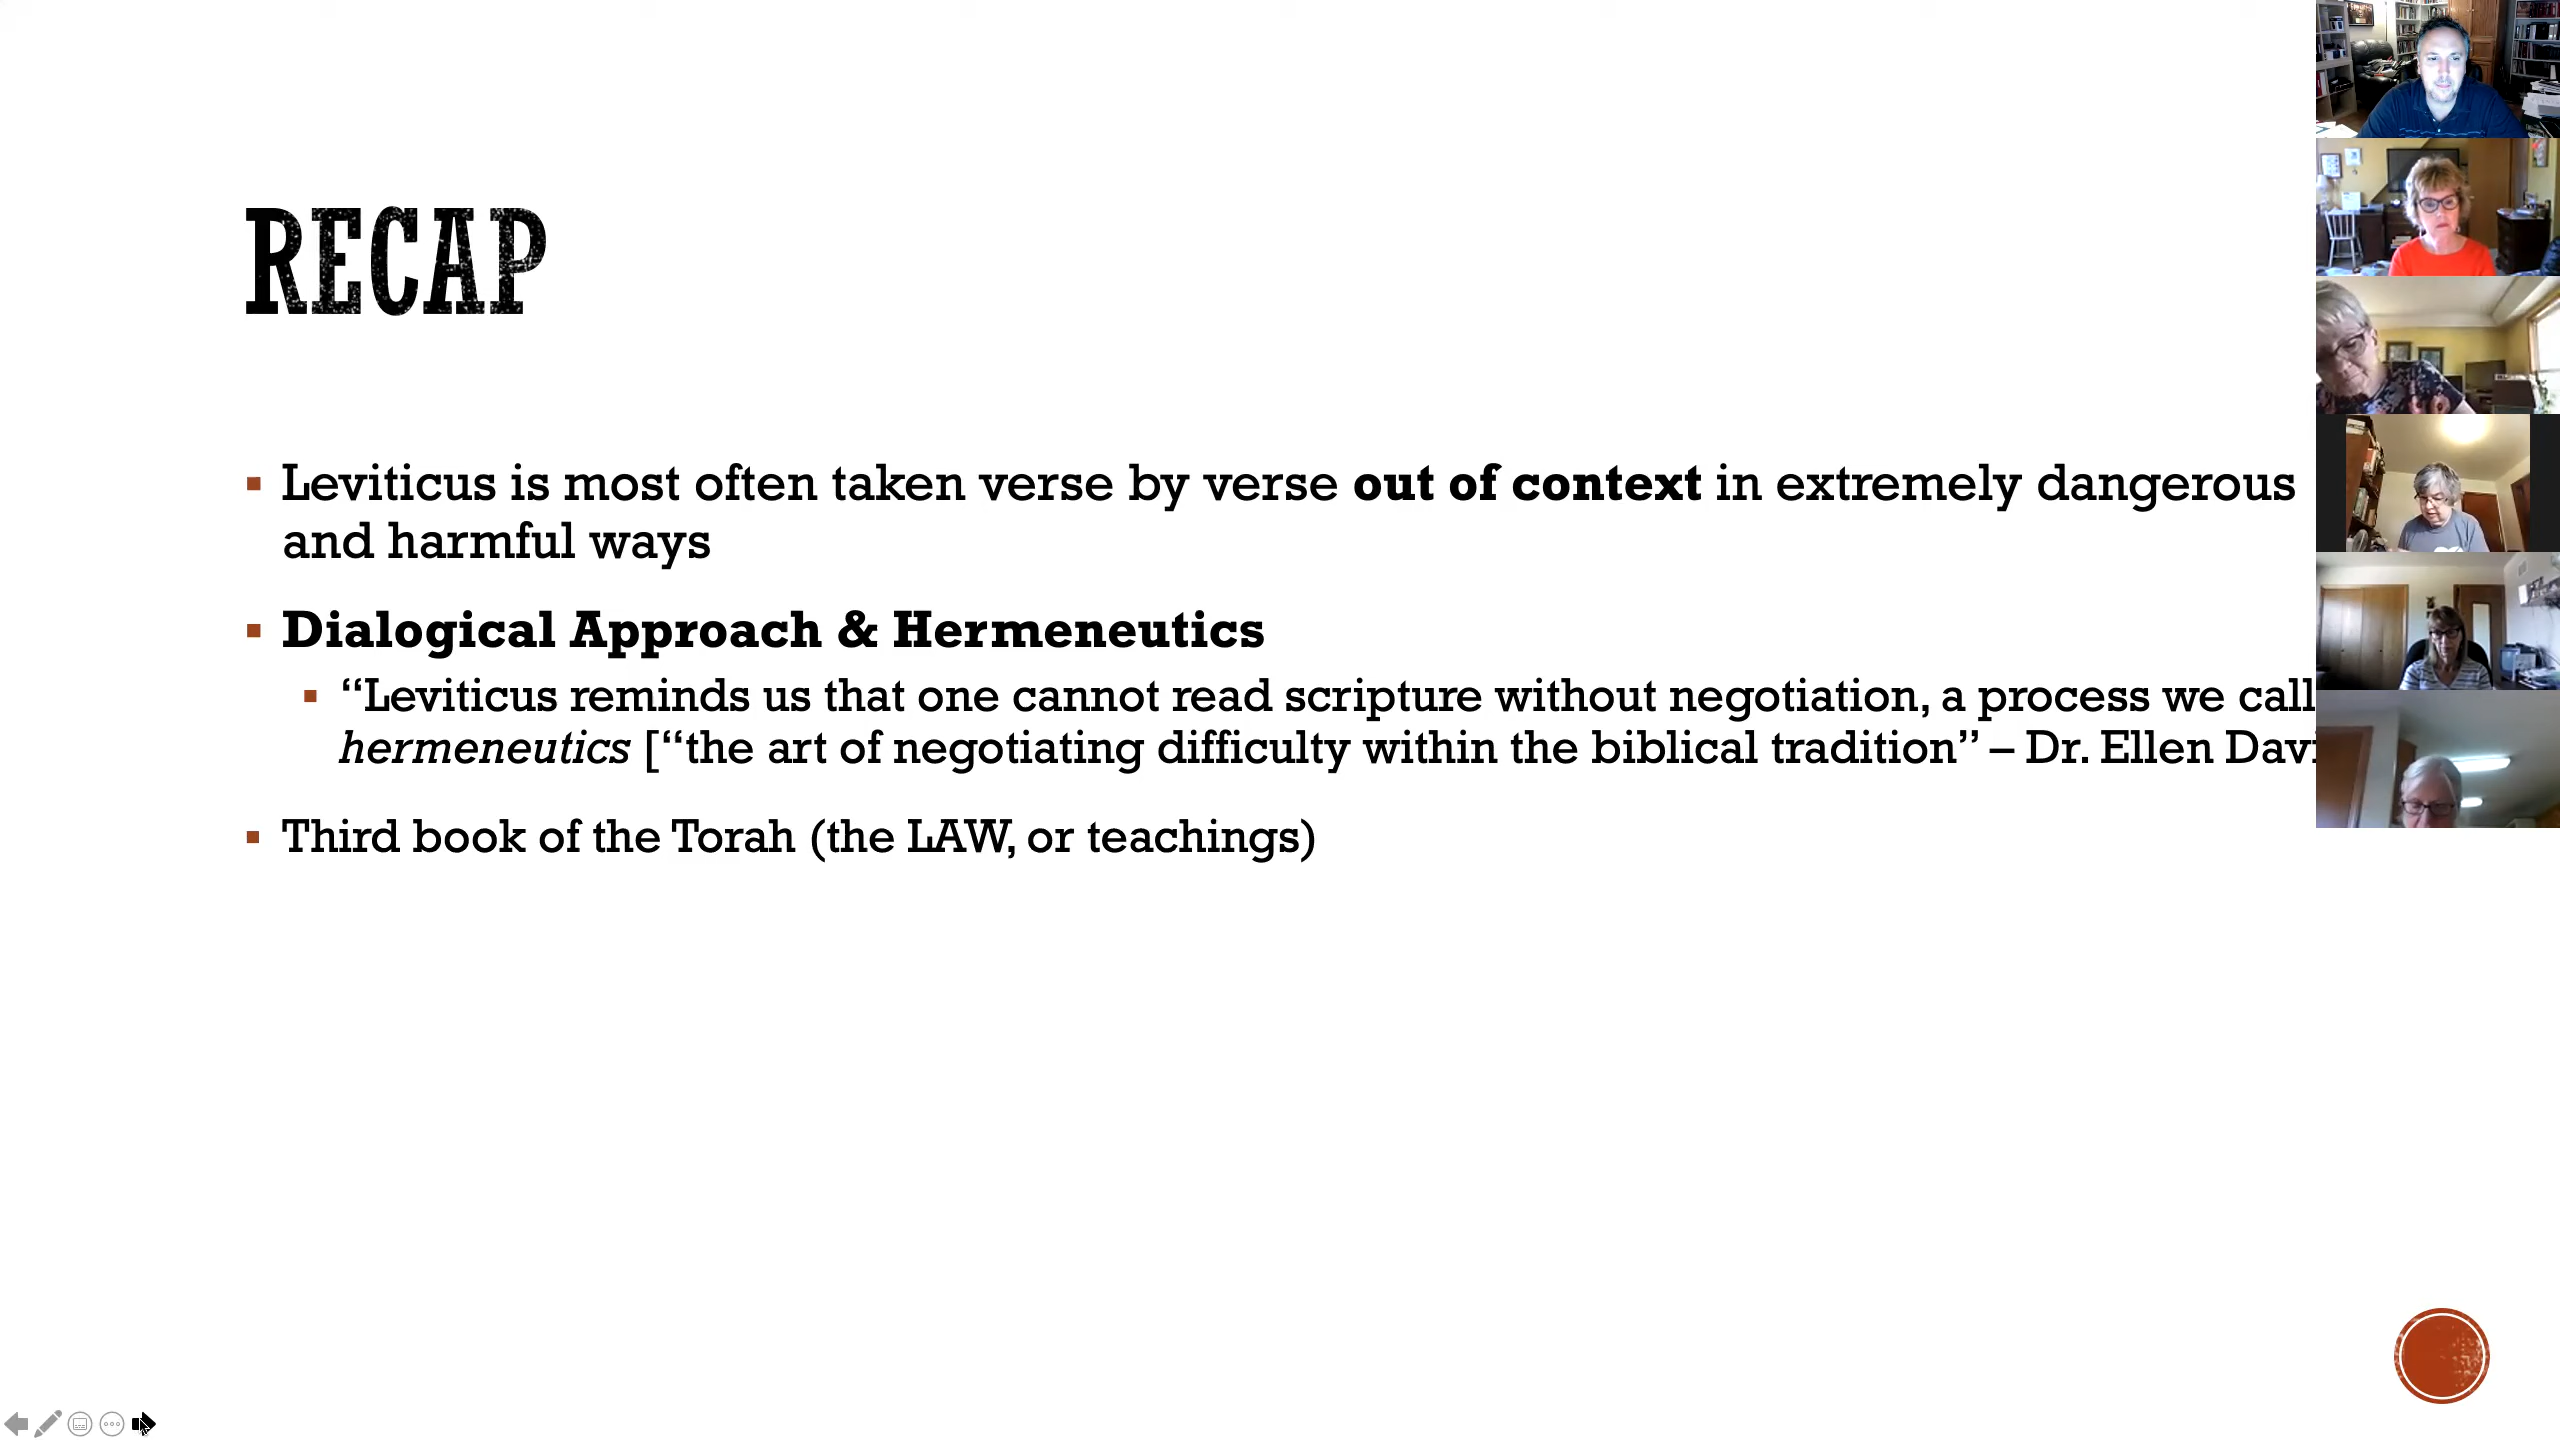 RECAP
Leviticus is most often taken verse by verse out of context in extremely dangerous
and harmful ways
Dialogical Approach & Hermeneutics
“Leviticus reminds us that one cannot read scripture without negotiation, a process we call
hermeneutics [“the art of negotiating difficulty within the biblical tradition” – Dr. Ellen
Third book of the Torah (the LAW, or teachings)